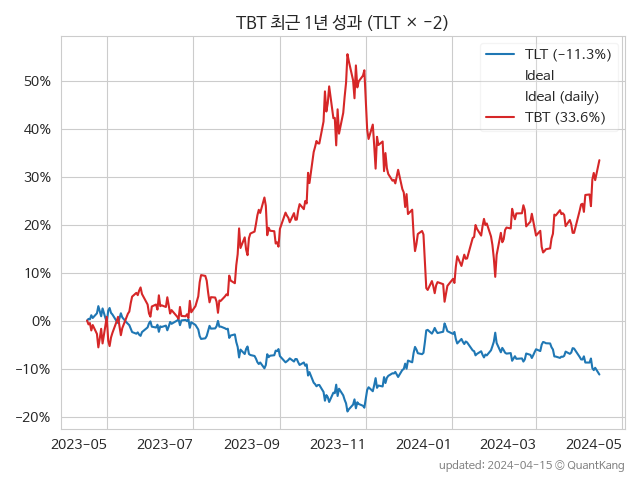 TBT 최근 1년 성과 (TLT × −2)
TLT (−11.3%)
Ideal
Ideal (daily)
TBT (33.6%)
50%
40%
30%
20%
10%
0%
−10%
−20%
2023-05 2023-07 2023-09 2023-11 2024-01 2024-03 2024-05
updated: 2024-04-15 © QuantKang